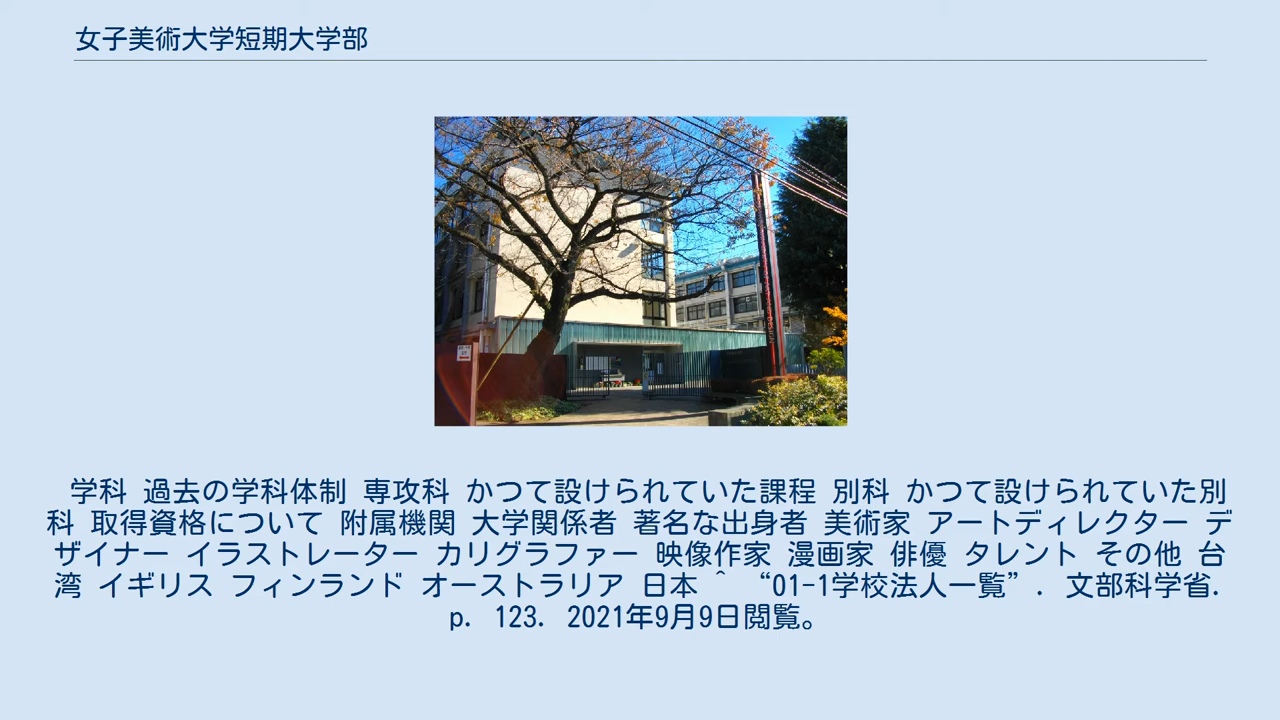 女子美術大学短期大学部
学科 過去の学科体制 専攻科 かつて設けられていた課程 別科 かつて設けられていた別
科 取得資格について 附属機関 大学関係者 著名な出身者 美術家 アートディレクター デ
ザイナー イラストレーター カリグラファー 映像作家 漫画家 俳優 タレント その他 台
湾 イギリス フィンランド オーストラリア 日本 ^ “01-1学校法人一覧”. 文部科学省.
p. 123. 2021年9月9日閲覧。